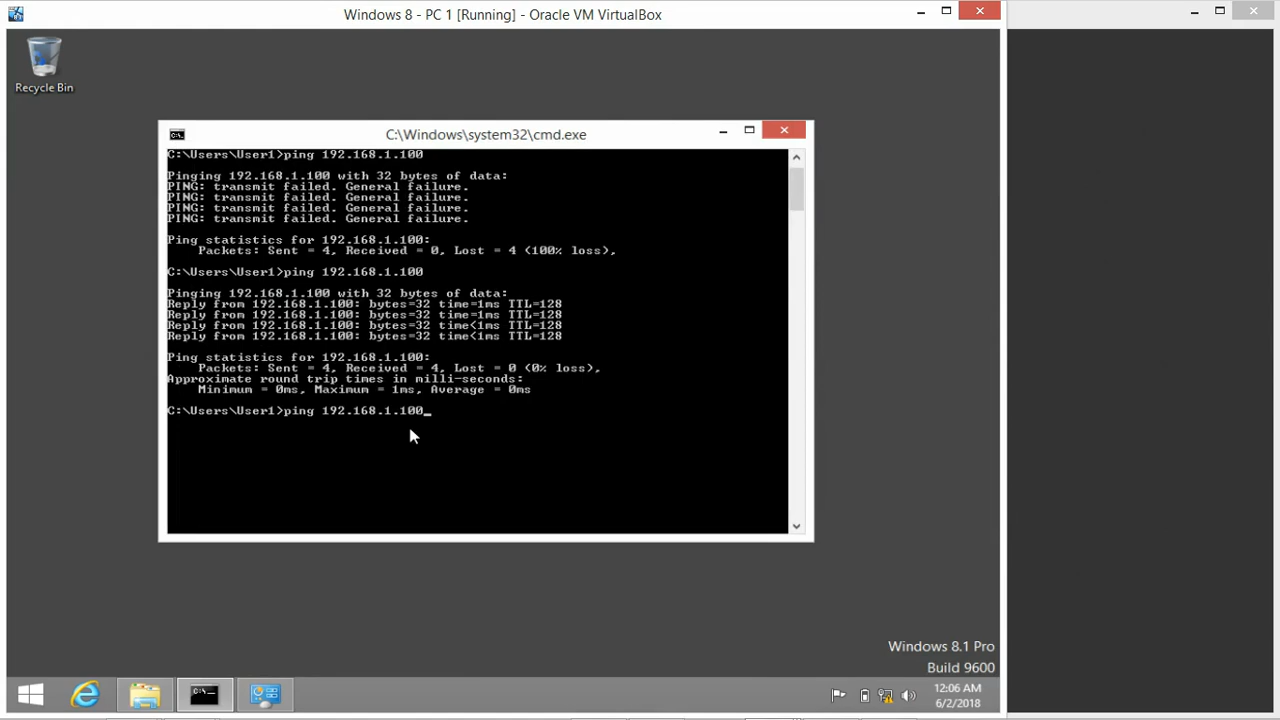 Windows 8 - PC 1 [Running] - Oracle VM VirtualBox
Recycle Bin
C:\Windows\system32\cmd.exe
C:\Users\User1>ping 192.168.1.100
Pinging 192.168.1.100 with 32 bytes of data:
PING: transmit failed. General failure.
PING: transmit failed. General failure.
PING: transmit failed. General failure.
PING: transmit failed. General failure.
Ping statistics for 192.168.1.100:
Packets: Sent = 4, Received = 0, Lost = 4 (100% loss),
C:\Users\User1>ping 192.168.1.100
Pinging 192.168.1.100 with 32 bytes of data:
Reply from 192.168.1.100: bytes=32 time=1ms TTL=128
Reply from 192.168.1.100: bytes=32 time=1ms TTL=128
Reply from 192.168.1.100: bytes=32 time<1ms TTL=128
Reply from 192.168.1.100: bytes=32 time<1ms TTL=128
Ping statistics for 192.168.1.100:
Packets: Sent = 4, Received = 4, Lost = 0 (0% loss),
Approximate round trip times in milli-seconds:
Minimum = 0ms, Maximum = 1ms, Average = 0ms
C:\Users\User1>ping 192.168.1.100_
Windows 8.1 Pro
Build 9600
12:06 AM
6/2/2018